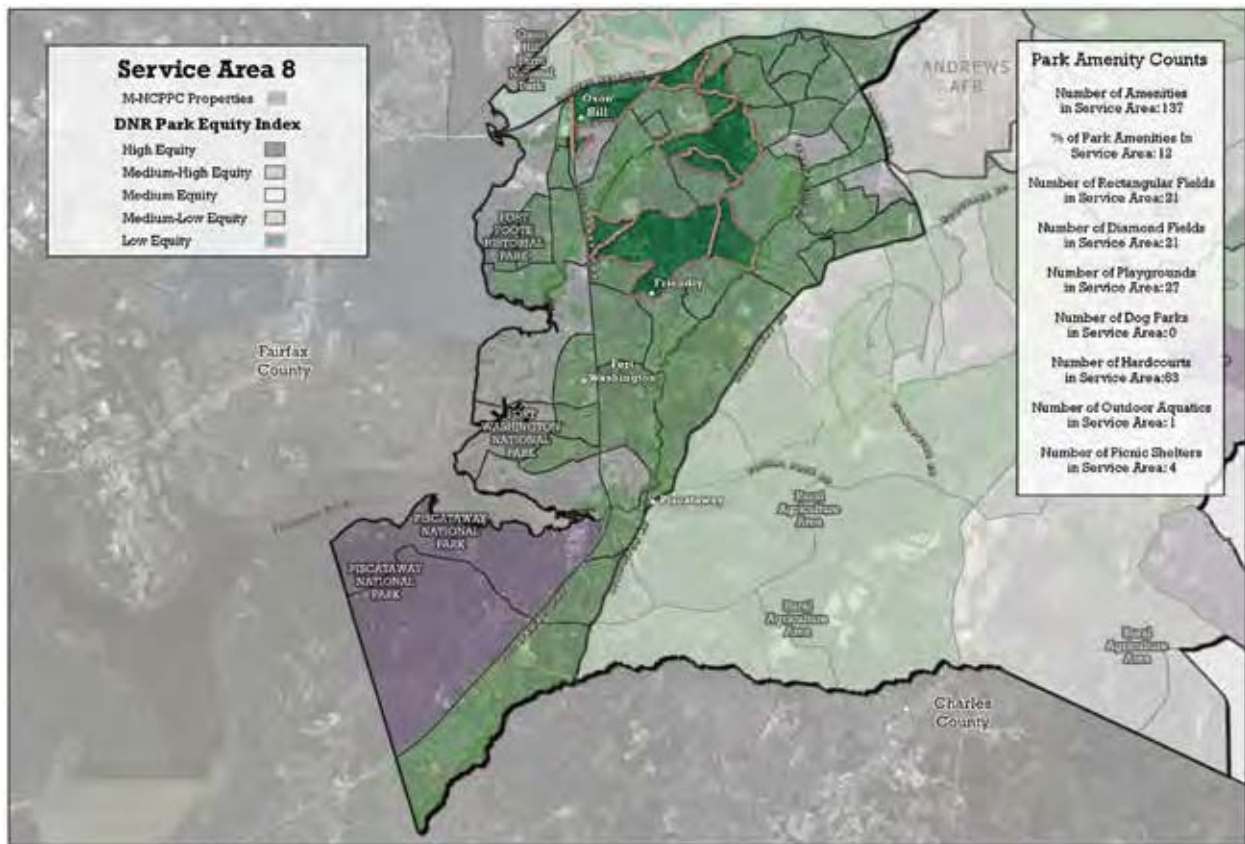 Service Area 8
M-NCPPC Properties
DNR Park Equity Index
High Equity
Medium-High Equity
Medium Equity
Medium-Low Equity
Low Equity
Park Amenity Counts
Number of Amenities
in Service Area: 137
% of Park Amenities In
Service Area: 12
Number of Rectangular Fields
in Service Area: 21
Number of Diamond Fields
in Service Area: 21
Number of Playgrounds
in Service Area: 27
Number of Dog Parks
in Service Area: 0
Number of Hardcourts
in Service Area: 63
Number of Outdoor Aquatics
in Service Area: 1
Number of Picnic Shelters
in Service Area: 4
Oxon
Hill
National
Park
ANDREWS
AFB
Oxon
Hill
FORT
FOOTE
HISTORICAL
PARK
Friendly
Fairfax
County
Fort
Washington
FORT
WASHINGTON
NATIONAL
PARK
Piscataway
Rural
Agriculture
Area
PISCATAWAY
NATIONAL
PARK
PISCATAWAY
NATIONAL
PARK
Rural
Agriculture
Area
Rural
Agriculture
Area
Charles
County